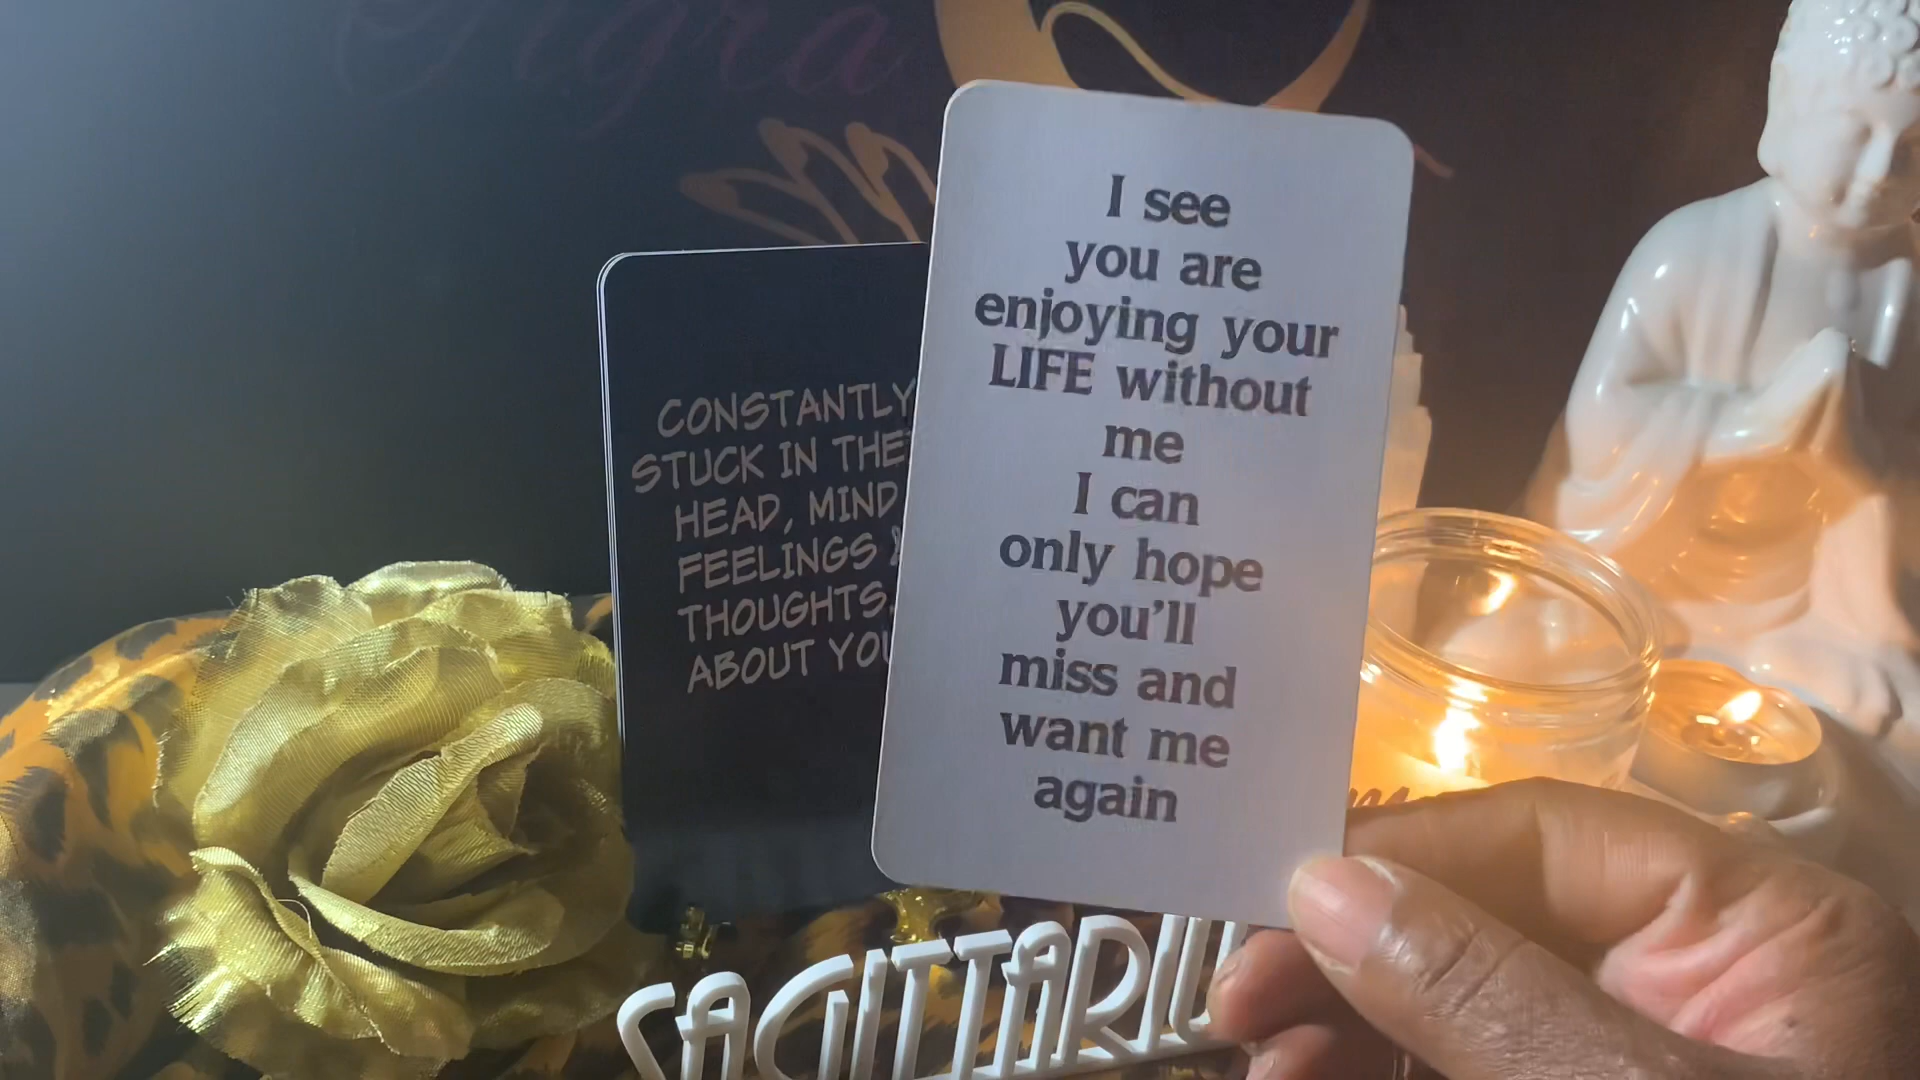 I see
you are
enjoying your
LIFE without
me
I can
only hope
you'll
miss and
want me
again
CONSTANTLY
STUCK IN THE
HEAD, MIND
FEELINGS &
THOUGHTS,
ABOUT YOU
SAGITTARIU